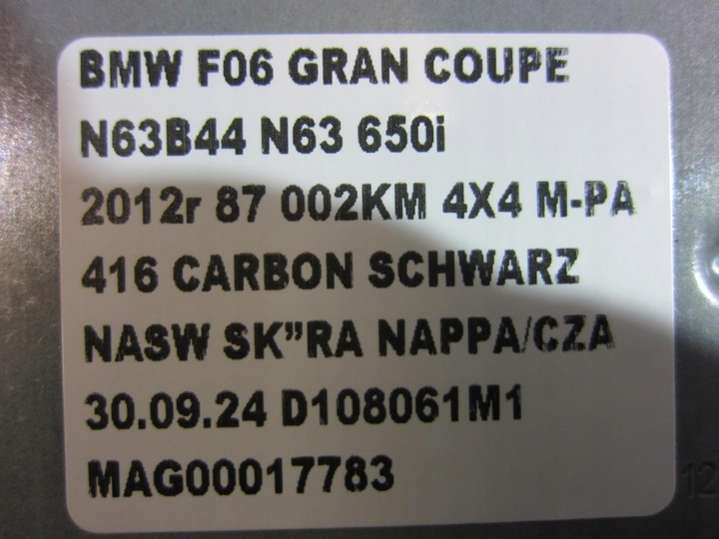 BMW F06 GRAN COUPE
N63B44 N63 650i
2012r 87 002KM 4X4 M-PA
416 CARBON SCHWARZ
NASW SK”RA NAPPA/CZA
30.09.24 D108061M1
MAG00017783
12